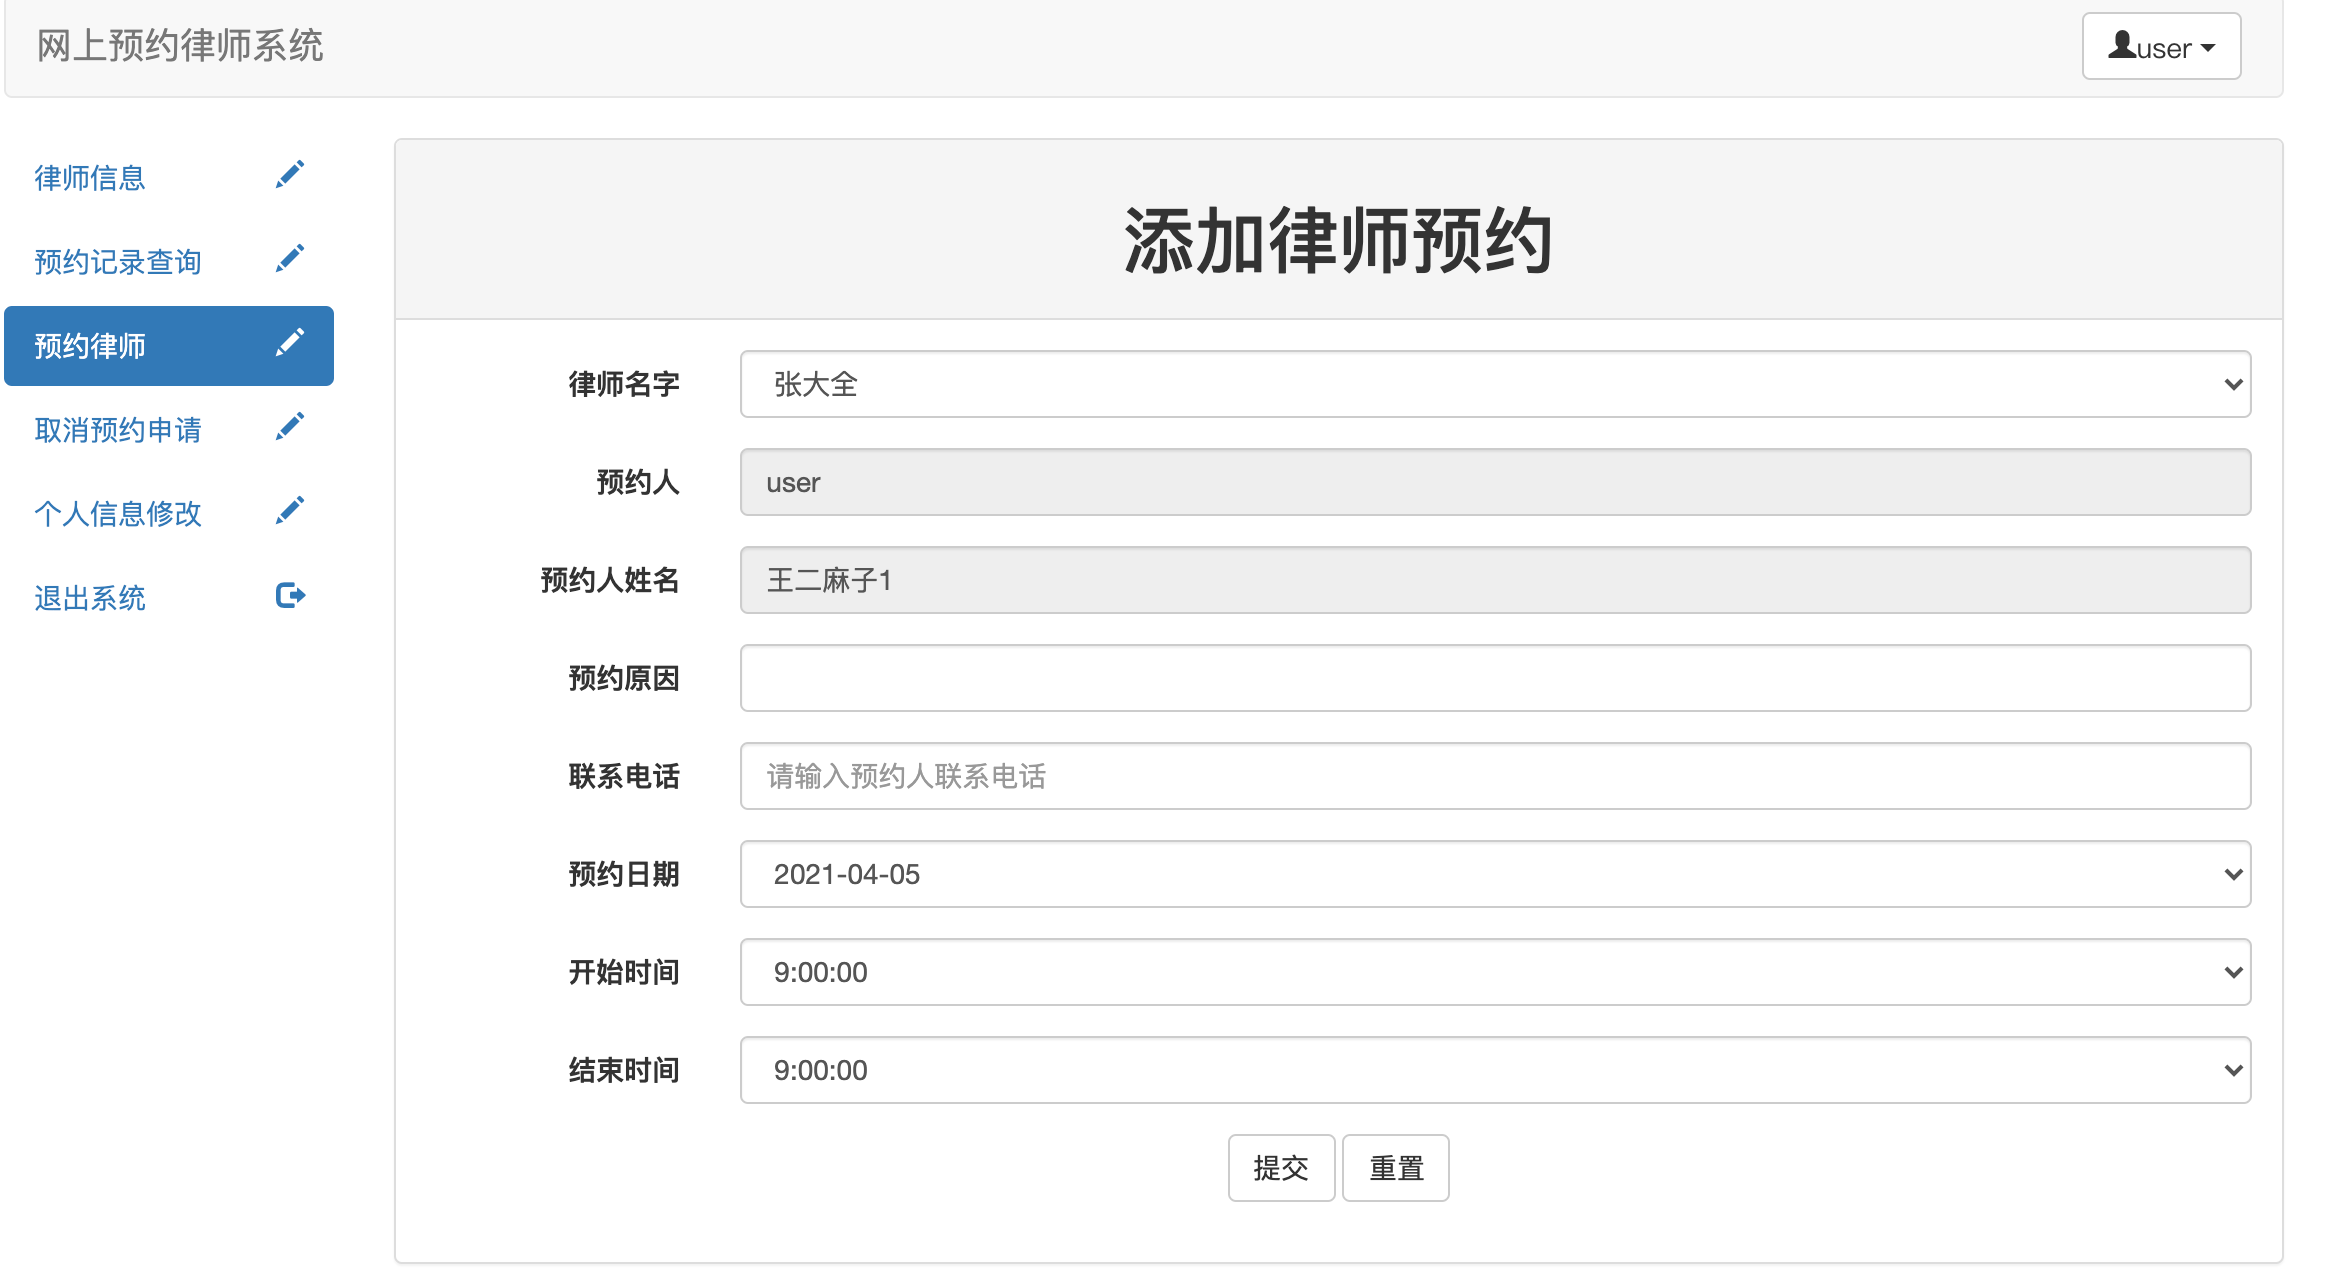 网上预约律师系统
user
律师信息
预约记录查询
预约律师
取消预约申请
个人信息修改
退出系统
添加律师预约
律师名字 张大全
预约人 user
预约人姓名 王二麻子1
预约原因
联系电话 请输入预约人联系电话
预约日期 2021-04-05
开始时间 9:00:00
结束时间 9:00:00
提交 重置